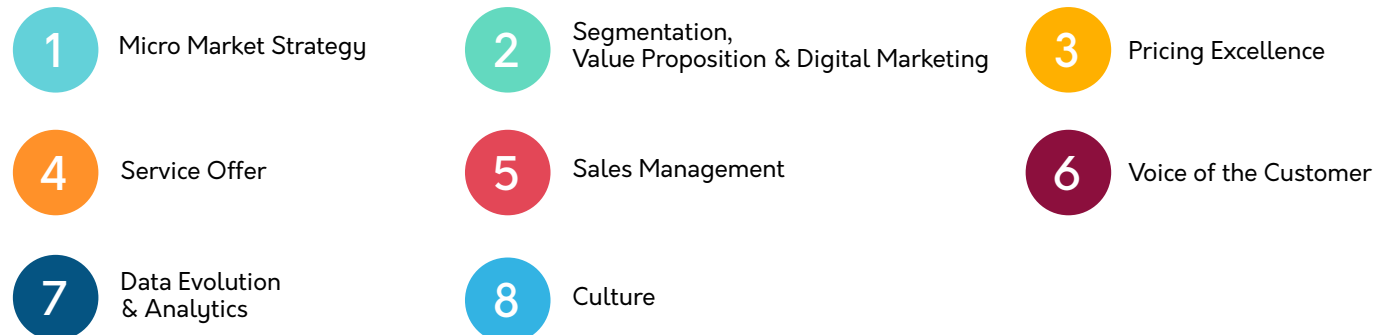 1
Micro Market Strategy
2
Segmentation,
Value Proposition & Digital Marketing
3
Pricing Excellence
4
Service Offer
5
Sales Management
6
Voice of the Customer
7
Data Evolution
& Analytics
8
Culture